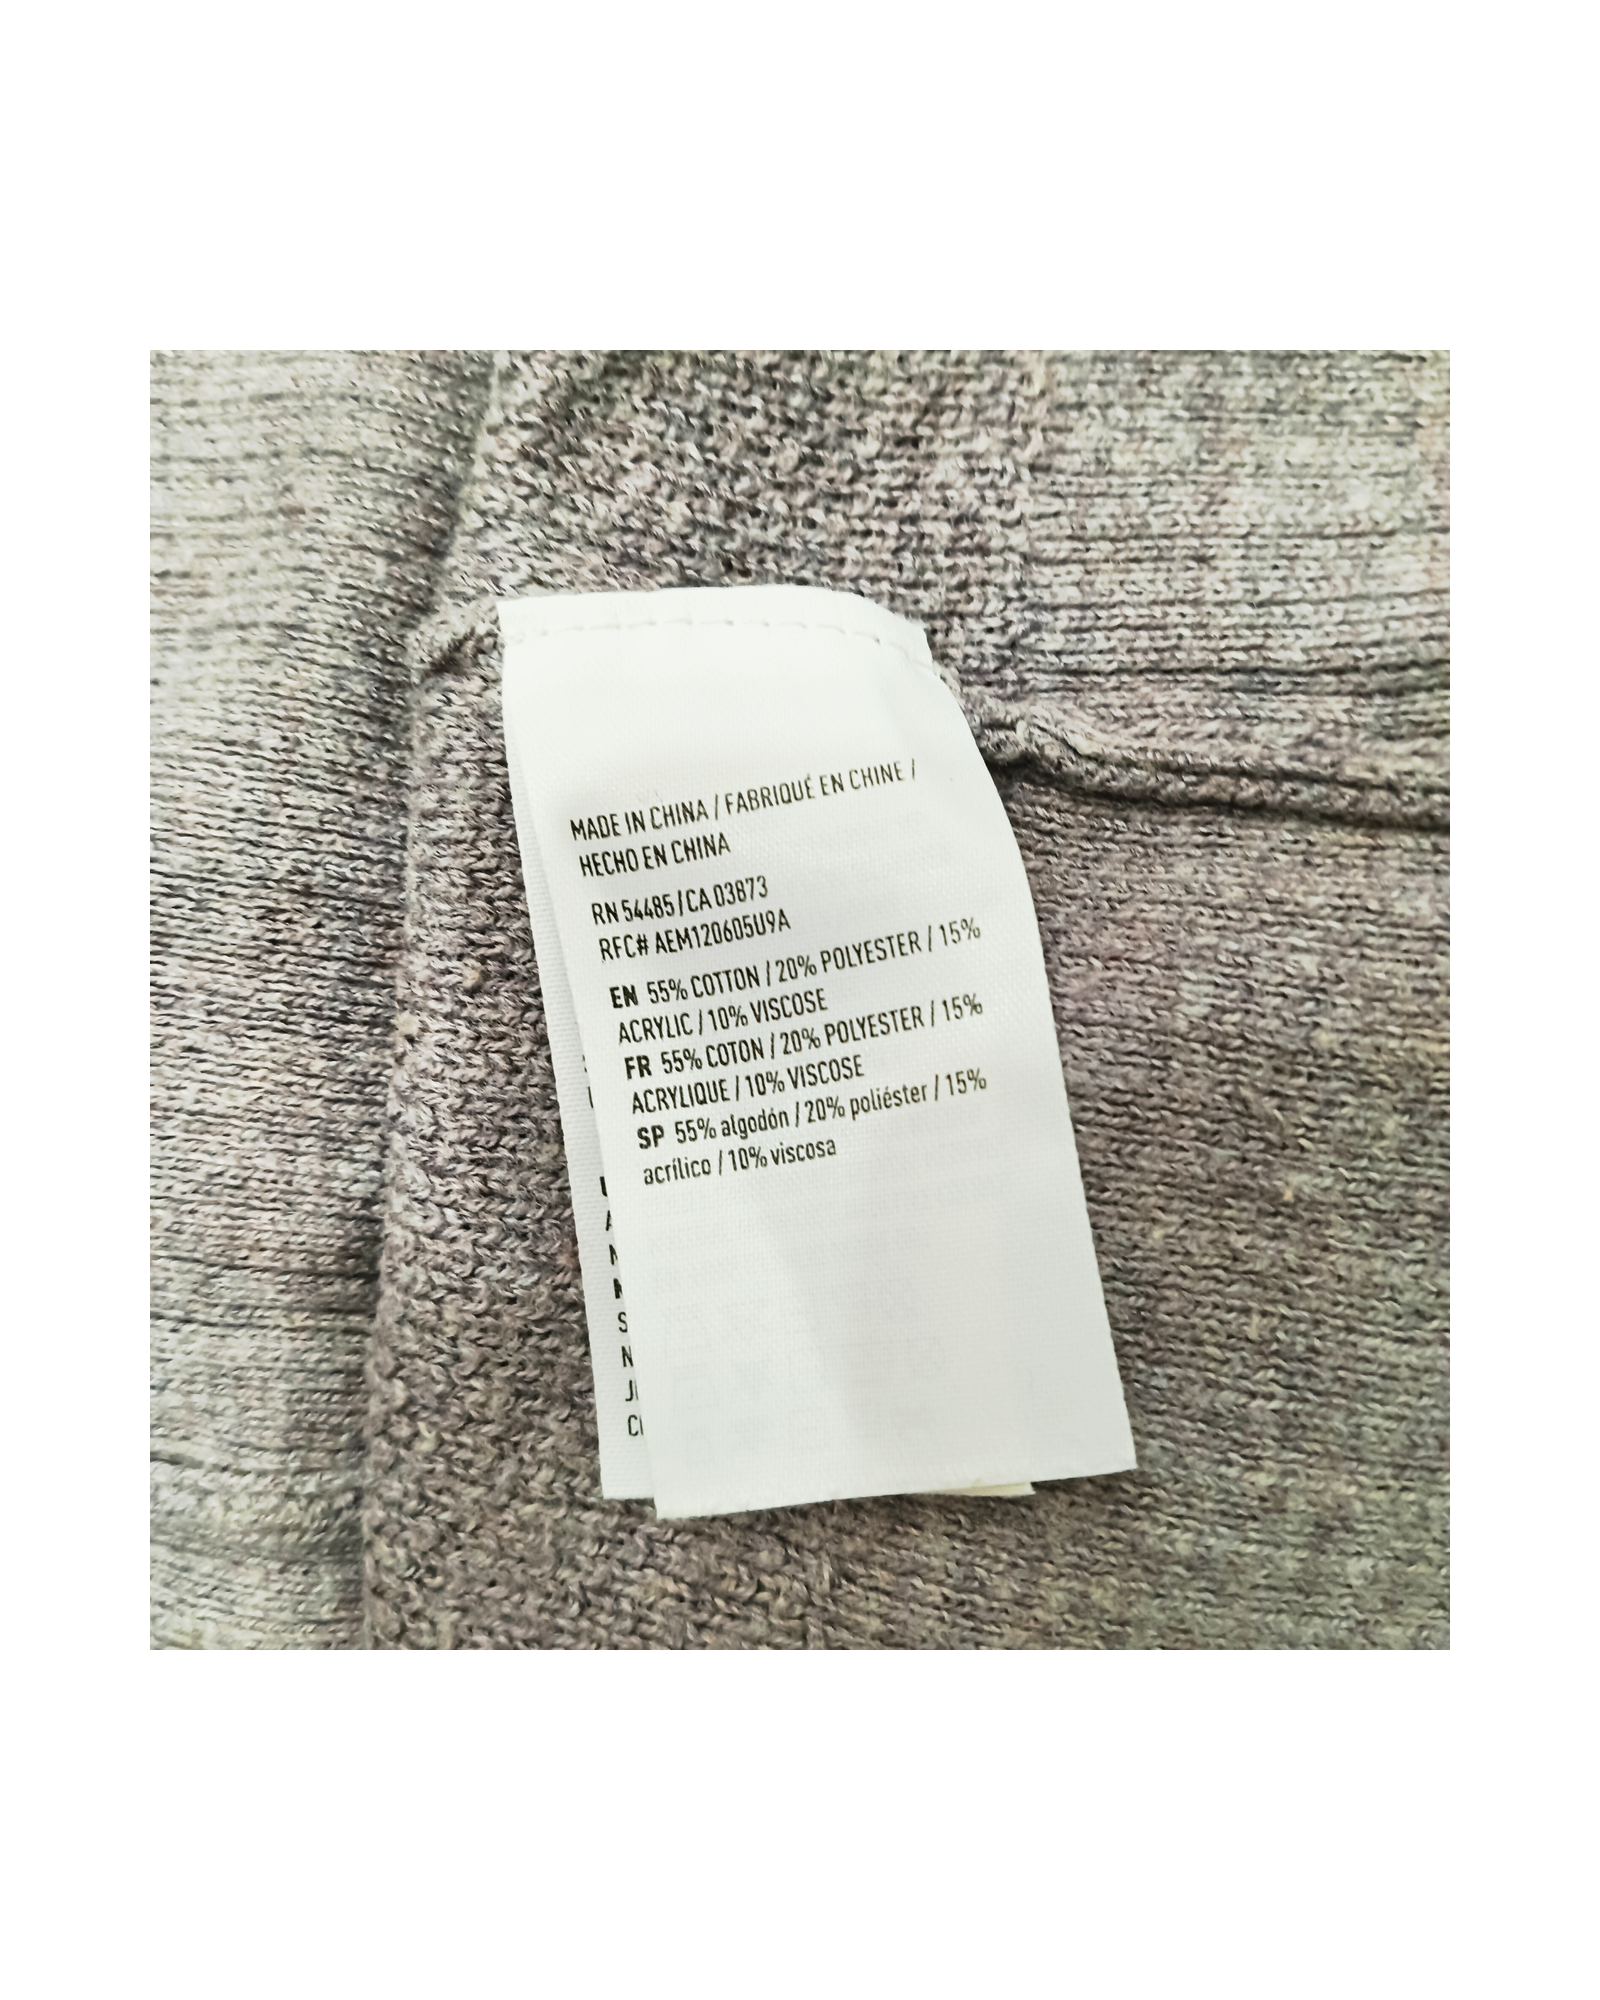 MADE IN CHINA / FABRIQUÉ EN CHINE /
HECHO EN CHINA
RN 54485 / CA 03873
RFC# AEM120605U9A
EN 55% COTTON / 20% POLYESTER / 15%
ACRYLIC / 10% VISCOSE
FR 55% COTON / 20% POLYESTER / 15%
ACRYLIQUE / 10% VISCOSE
SP 55% algodón / 20% poliéster / 15%
acrílico / 10% viscosa